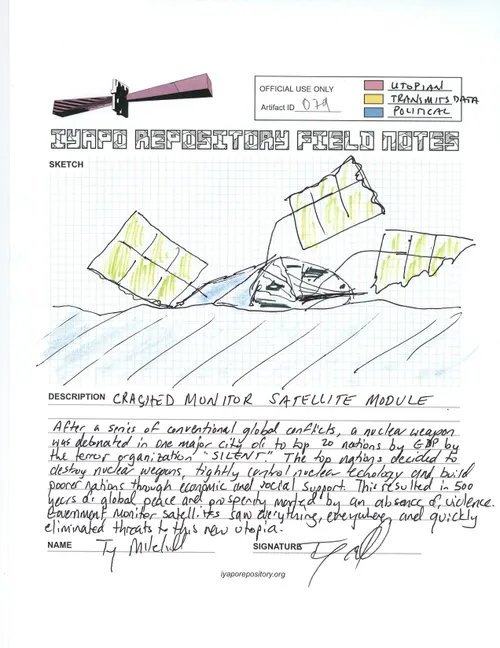 OFFICIAL USE ONLY
Artifact ID 079
UTOPIAN
TRANSMITS DATA
POLITICAL
IYAPO REPOSITORY FIELD NOTES
SKETCH
DESCRIPTION CRASHED MONITOR SATELLITE MODULE
After a series of conventional global conflicts, a nuclear weapon
was detonated in one major city of to top 20 nations by GDP by
the terror organization "SILENT". The top nations decided to
destroy nuclear weapons, tightly control nuclear techology and build
poorer nations through economic and social support. This resulted in 500
years of global peace and prosperity marked by an absence of violence.
Government monitor satellites saw everything, everywhere and quickly
eliminated threats to this new utopia.
NAME Ty Mitchell
SIGNATURE
iyaporepository.org